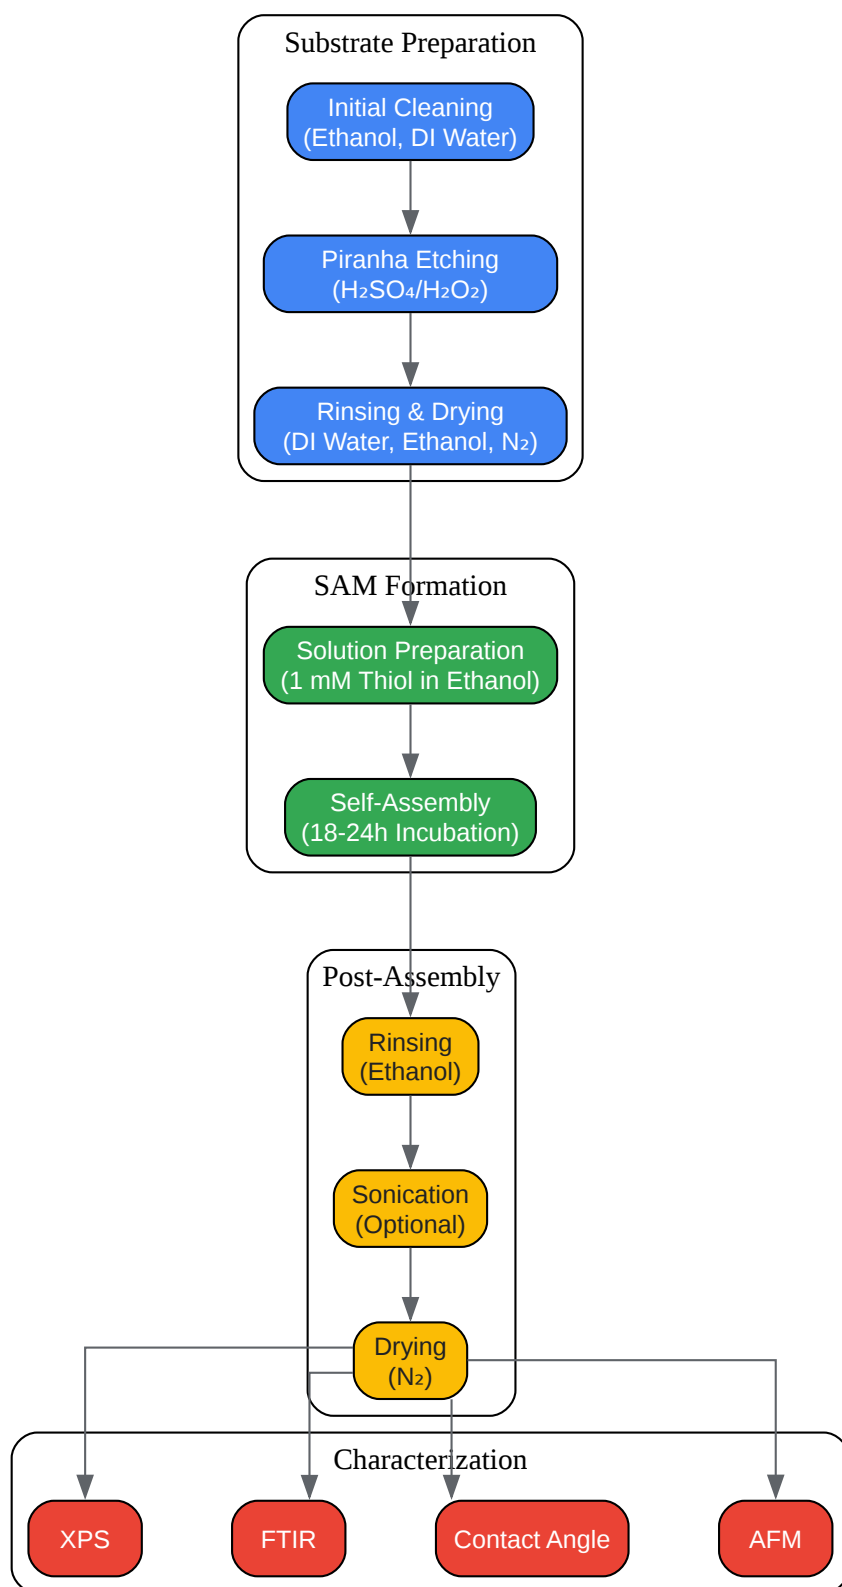 Substrate Preparation
Initial Cleaning
(Ethanol, DI Water)
Piranha Etching
(H₂SO₄/H₂O₂)
Rinsing & Drying
(DI Water, Ethanol, N₂)
SAM Formation
Solution Preparation
(1 mM Thiol in Ethanol)
Self-Assembly
(18-24h Incubation)
Post-Assembly
Rinsing
(Ethanol)
Sonication
(Optional)
Drying
(N₂)
Characterization
XPS
FTIR
Contact Angle
AFM